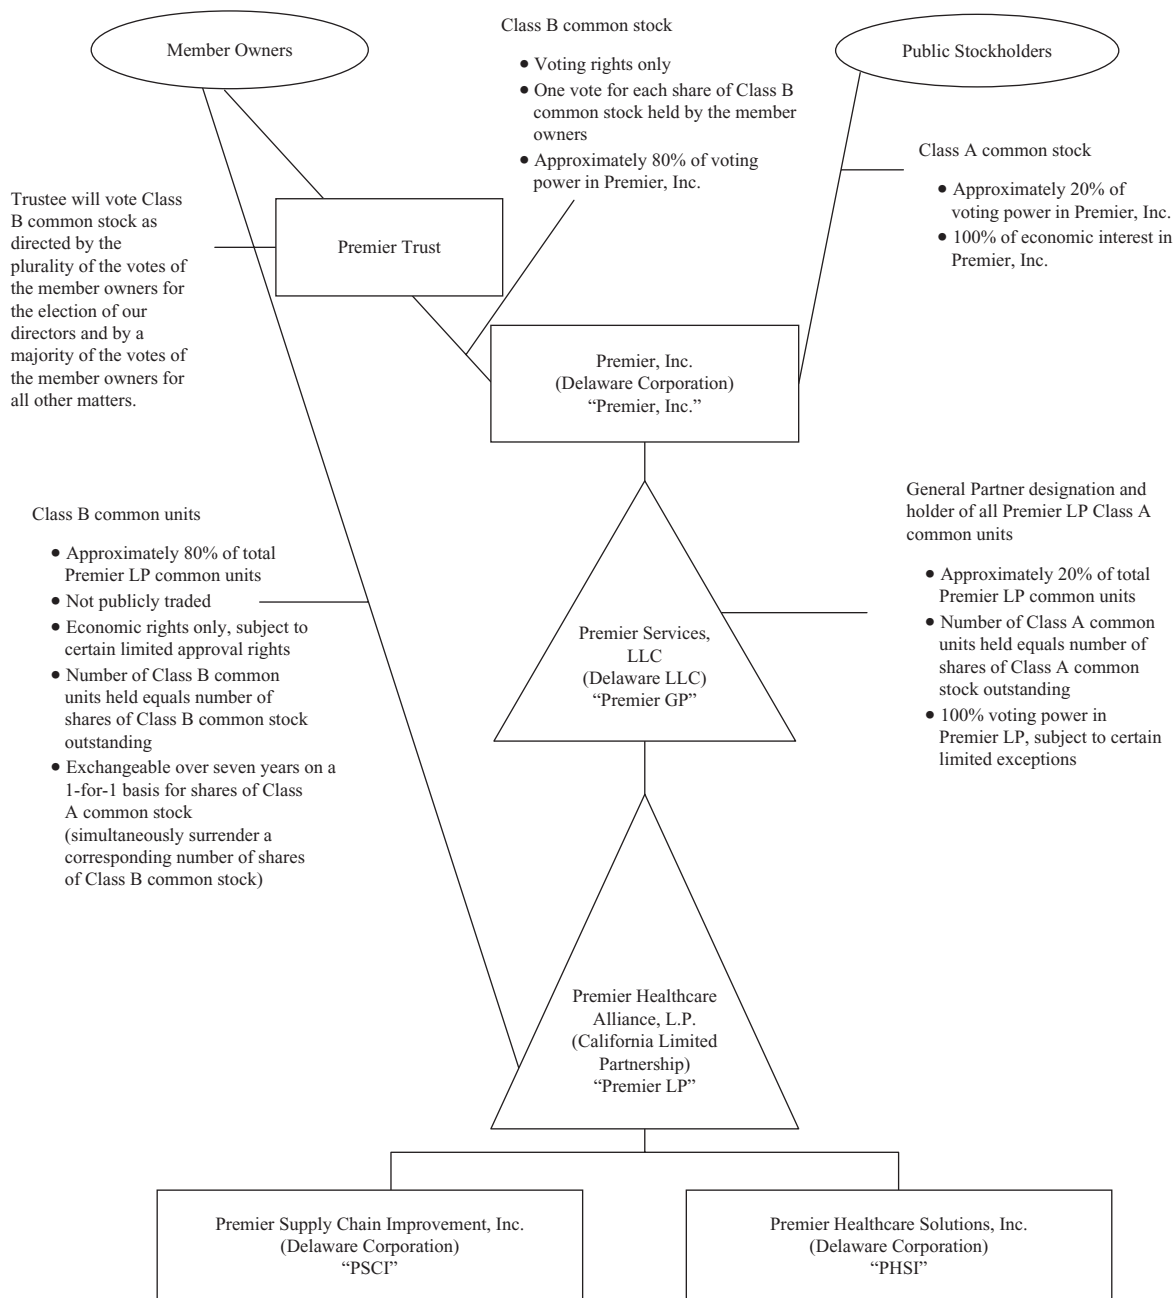 Member Owners
Class B common stock
• Voting rights only
• One vote for each share of Class B
common stock held by the member
owners
• Approximately 80% of voting
power in Premier, Inc.
Public Stockholders
Class A common stock
• Approximately 20% of
voting power in Premier, Inc.
• 100% of economic interest in
Premier, Inc.
Trustee will vote Class
B common stock as
directed by the
plurality of the votes of
the member owners for
the election of our
directors and by a
majority of the votes of
the member owners for
all other matters.
Premier Trust
Premier, Inc.
(Delaware Corporation)
“Premier, Inc.”
Class B common units
• Approximately 80% of total
Premier LP common units
• Not publicly traded
• Economic rights only, subject to
certain limited approval rights
• Number of Class B common
units held equals number of
shares of Class B common stock
outstanding
• Exchangeable over seven years on a
1-for-1 basis for shares of Class
A common stock
(simultaneously surrender a
corresponding number of shares
of Class B common stock)
General Partner designation and
holder of all Premier LP Class A
common units
• Approximately 20% of total
Premier LP common units
• Number of Class A common
units held equals number of
shares of Class A common
stock outstanding
• 100% voting power in
Premier LP, subject to certain
limited exceptions
Premier Services,
LLC
(Delaware LLC)
“Premier GP”
Premier Healthcare
Alliance, L.P.
(California Limited
Partnership)
“Premier LP”
Premier Supply Chain Improvement, Inc.
(Delaware Corporation)
“PSCI”
Premier Healthcare Solutions, Inc.
(Delaware Corporation)
“PHSI”